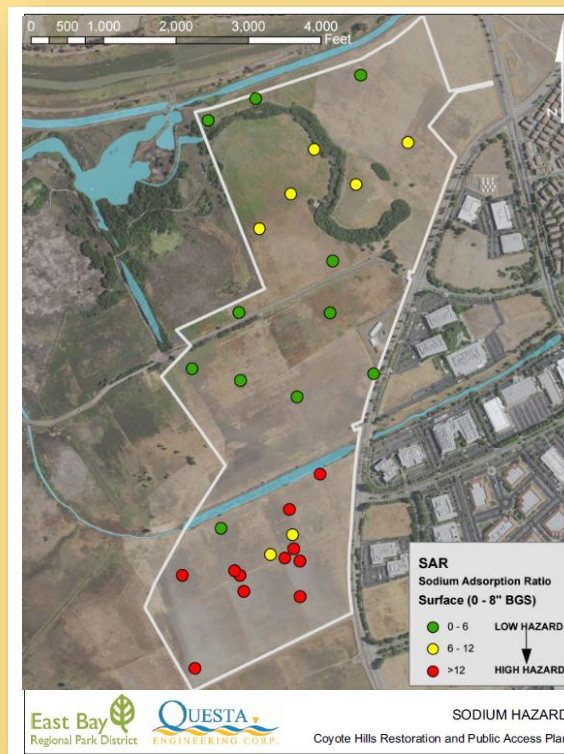 0 500 1,000 2,000 3,000 4,000
Feet
N
SAR
Sodium Adsorption Ratio
Surface (0 - 8" BGS)
0 - 6 LOW HAZARD
6 - 12
>12 HIGH HAZARD
East Bay
Regional Park District
QUESTA
ENGINEERING CORP.
SODIUM HAZARD
Coyote Hills Restoration and Public Access Plan